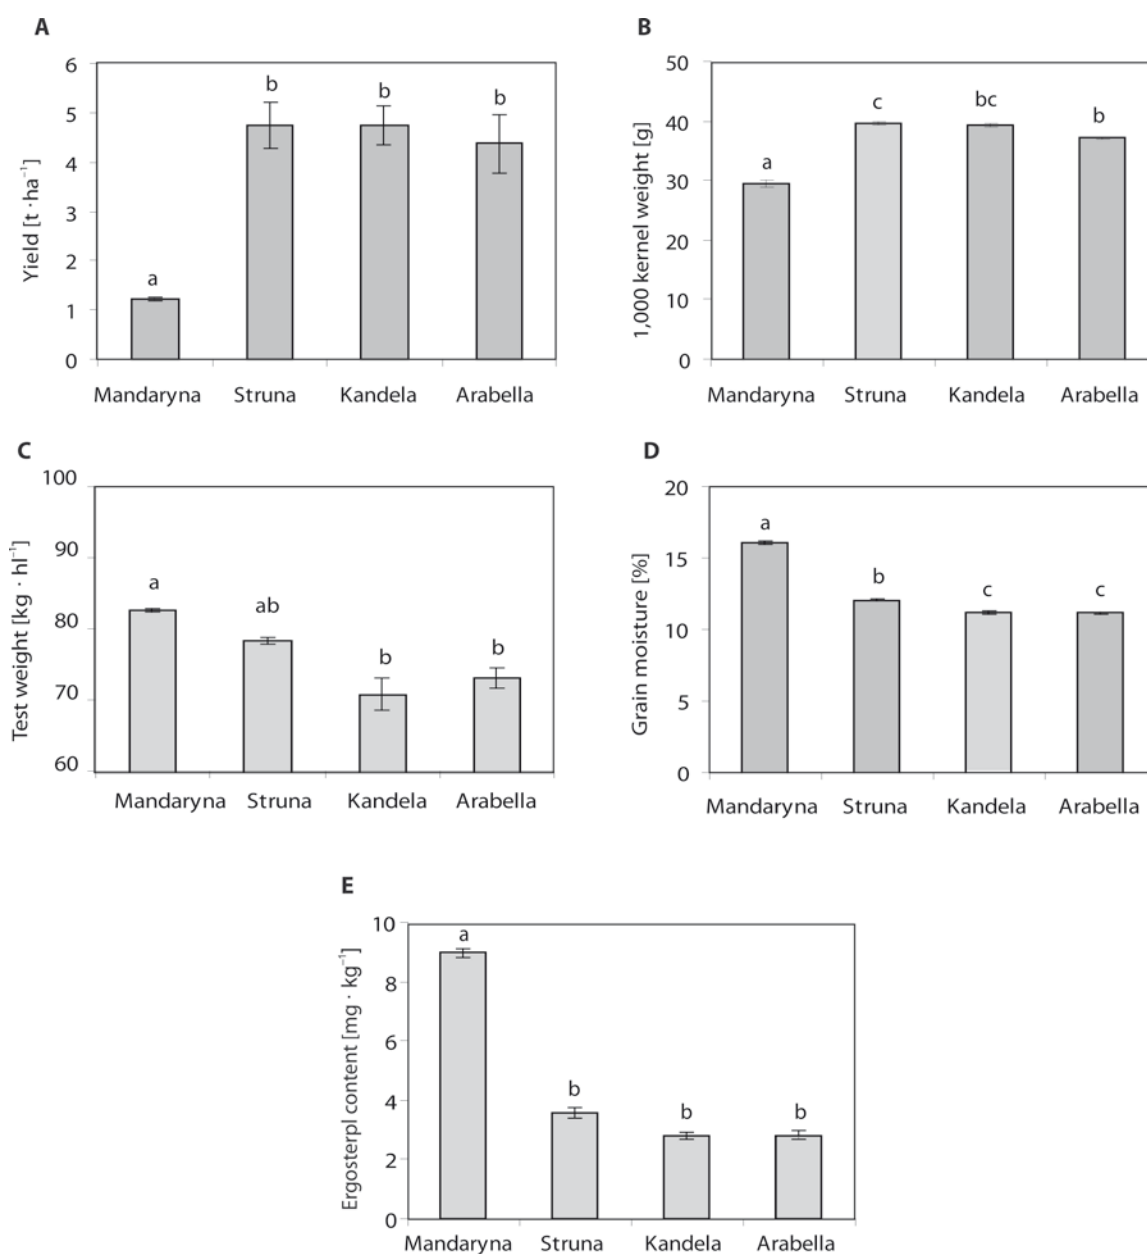 A
Yield [t · ha⁻¹]
6
5
4
3
2
1
0
a
b
b
b
Mandaryna Struna Kandela Arabella
B
1,000 kernel weight [g]
50
40
30
20
10
0
a
c
bc
b
Mandaryna Struna Kandela Arabella
C
Test weight [kg · hl⁻¹]
100
90
80
70
60
a
ab
b
b
Mandaryna Struna Kandela Arabella
D
Grain moisture [%]
20
15
10
5
0
a
b
c
c
Mandaryna Struna Kandela Arabella
E
Ergosterpl content [mg · kg⁻¹]
10
8
6
4
2
0
a
b
b
b
Mandaryna Struna Kandela Arabella